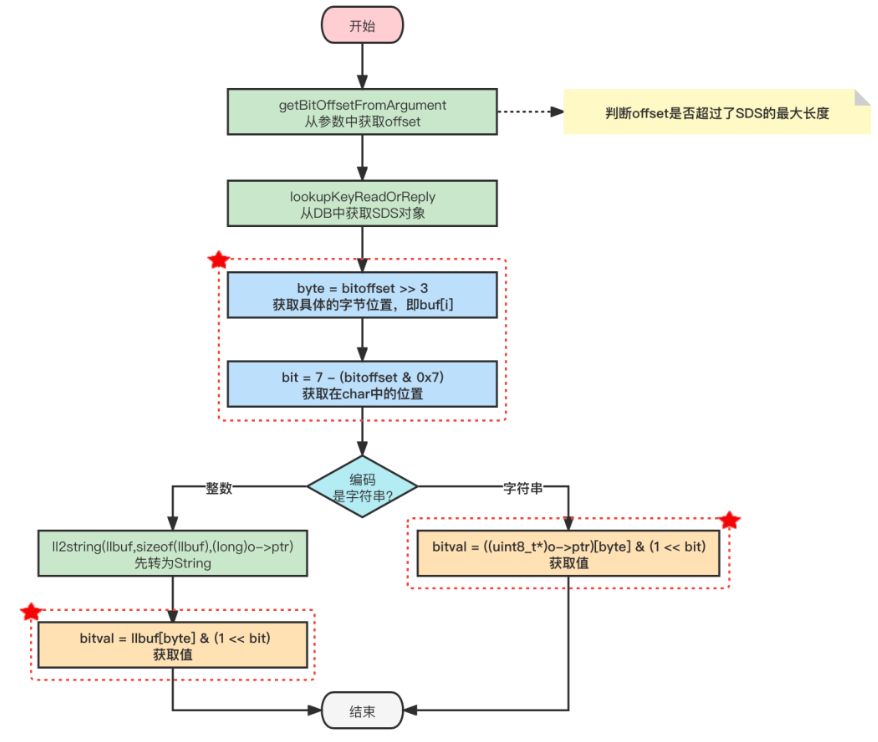 开始
getBitOffsetFromArgument
从参数中获取offset
判断offset是否超过了SDS的最大长度
lookupKeyReadOrReply
从DB中获取SDS对象
byte = bitoffset >> 3
获取具体的字节位置，即buf[i]
bit = 7 - (bitoffset & 0x7)
获取在char中的位置
编码
是字符串?
整数
字符串
ll2string(llbuf,sizeof(llbuf),(long)o->ptr)
先转为String
bitval = ((uint8_t*)o->ptr)[byte] & (1 << bit)
获取值
bitval = llbuf[byte] & (1 << bit)
获取值
结束